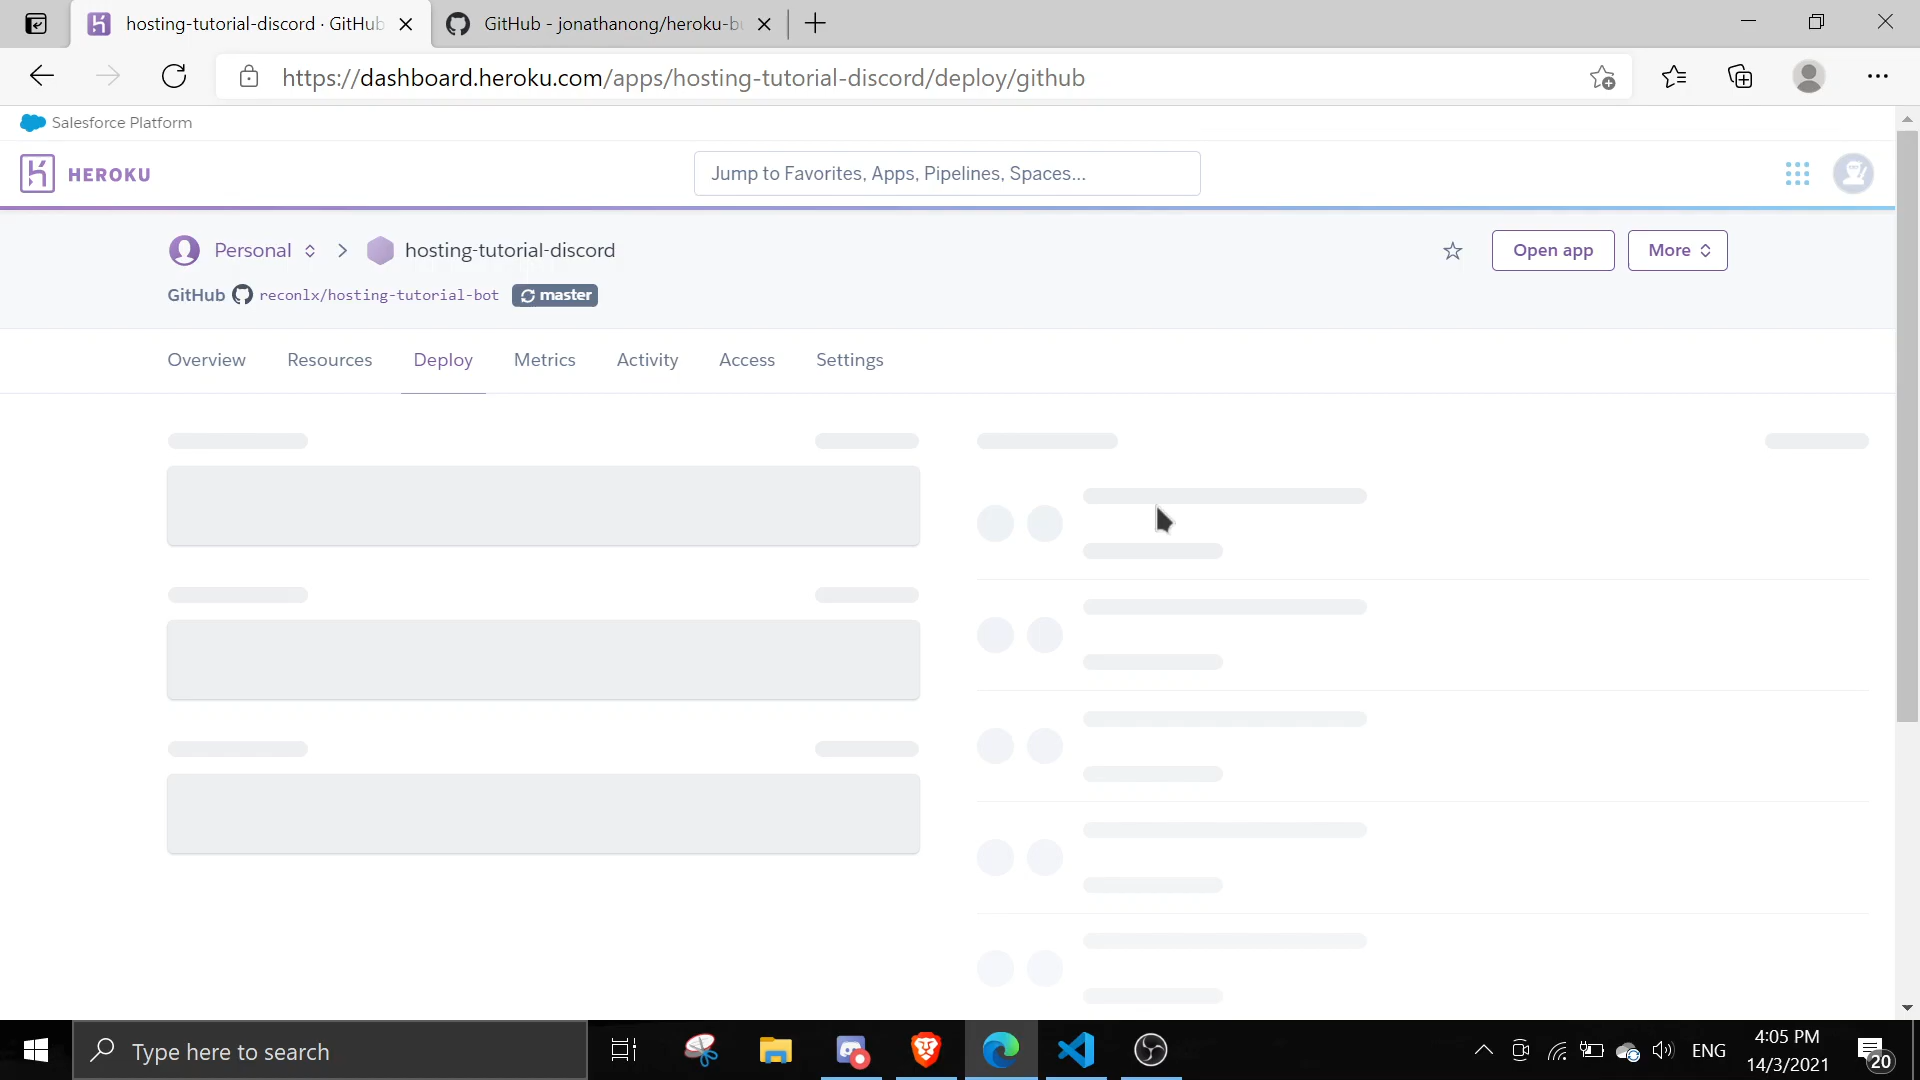 hosting-tutorial-discord · GitHub
GitHub - jonathanong/heroku-bu
https://dashboard.heroku.com/apps/hosting-tutorial-discord/deploy/github
Salesforce Platform
HEROKU
Jump to Favorites, Apps, Pipelines, Spaces...
Personal
hosting-tutorial-discord
Open app
More
GitHub
reconlx/hosting-tutorial-bot
master
Overview
Resources
Deploy
Metrics
Activity
Access
Settings
Type here to search
ENG
4:05 PM
14/3/2021
20